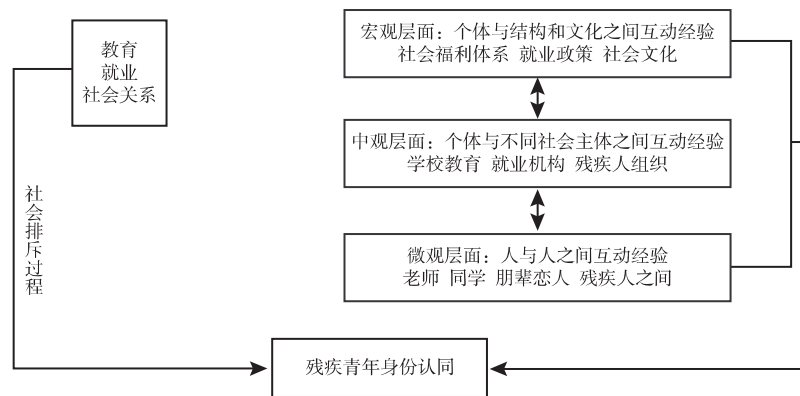 教育
就业
社会关系
宏观层面：个体与结构和文化之间互动经验
社会福利体系 就业政策 社会文化
中观层面：个体与不同社会主体之间互动经验
学校教育 就业机构 残疾人组织
微观层面：人与人之间互动经验
老师 同学 朋辈恋人 残疾人之间
社会排斥过程
残疾青年身份认同